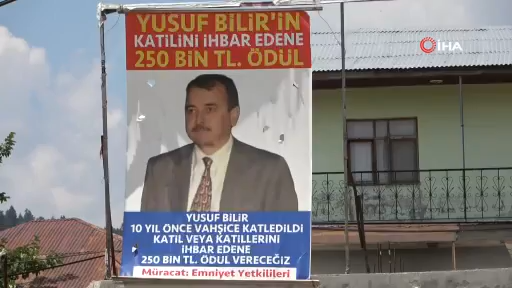 YUSUF BİLİR'İN
KATİLİNİ İHBAR EDENE
250 BİN TL. ÖDÜL
İHA
YUSUF BİLİR
10 YIL ÖNCE VAHŞİCE KATLEDİLDİ
KATİL VEYA KATİLLERİNİ
İHBAR EDENE
250 BİN TL. ÖDÜL VERECEĞİZ
Müracat: Emniyet Yetkilileri